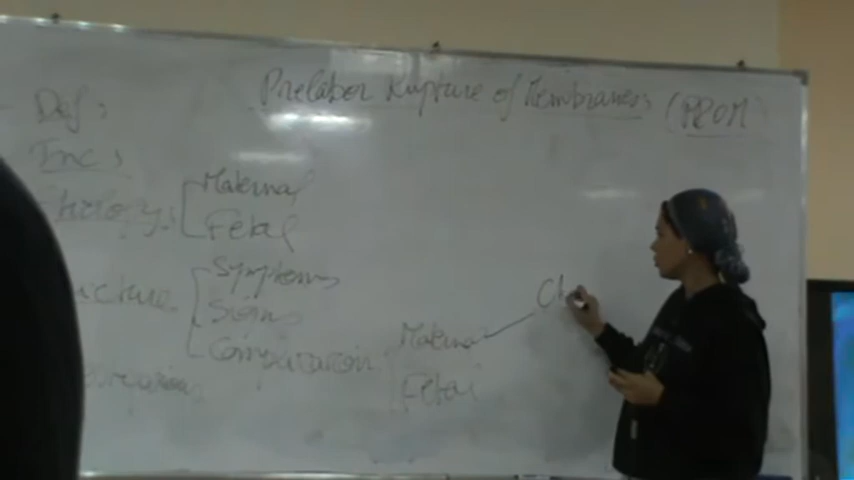 Prelabor Rupture of Membranes (PROM)
Def:
Inc:
Maternal
Fetal
Symptoms
Signs
Complication
Maternal
Fetal